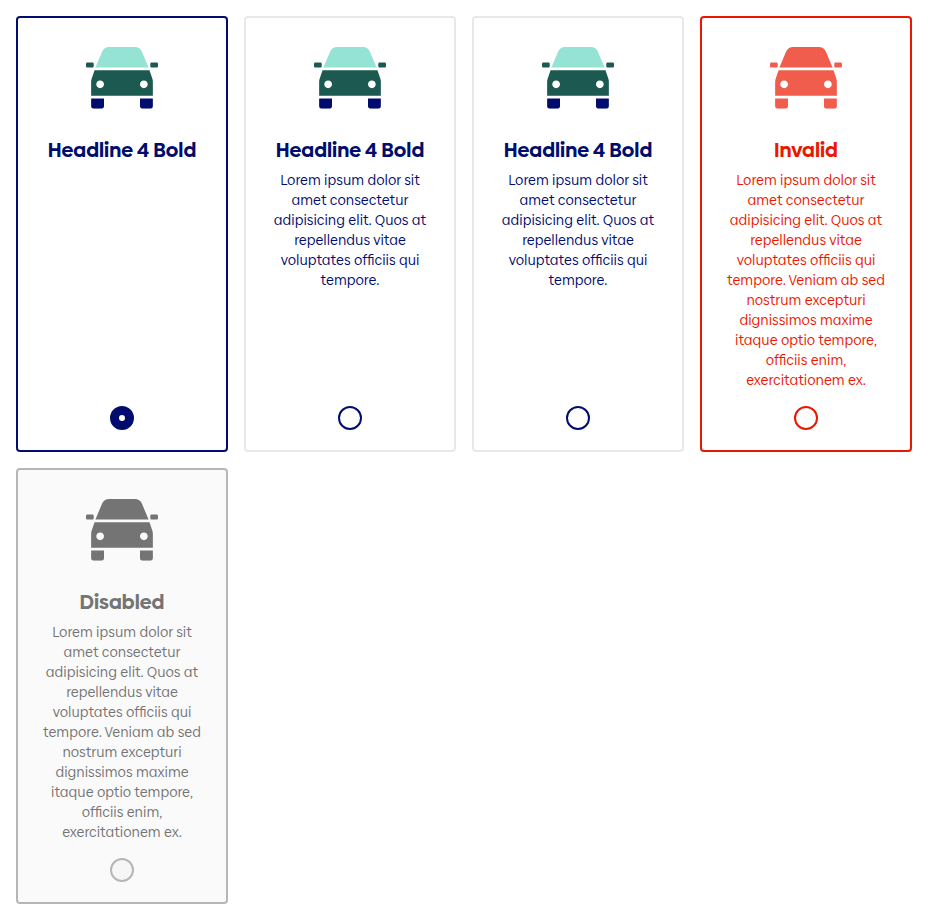 Headline 4 Bold
Headline 4 Bold
Lorem ipsum dolor sit
amet consectetur
adipisicing elit. Quos at
repellendus vitae
voluptates officiis qui
tempore.
Headline 4 Bold
Lorem ipsum dolor sit
amet consectetur
adipisicing elit. Quos at
repellendus vitae
voluptates officiis qui
tempore.
Invalid
Lorem ipsum dolor sit
amet consectetur
adipisicing elit. Quos at
repellendus vitae
voluptates officiis qui
tempore. Veniam ab sed
nostrum excepturi
dignissimos maxime
itaque optio tempore,
officiis enim,
exercitationem ex.
Disabled
Lorem ipsum dolor sit
amet consectetur
adipisicing elit. Quos at
repellendus vitae
voluptates officiis qui
tempore. Veniam ab sed
nostrum excepturi
dignissimos maxime
itaque optio tempore,
officiis enim,
exercitationem ex.